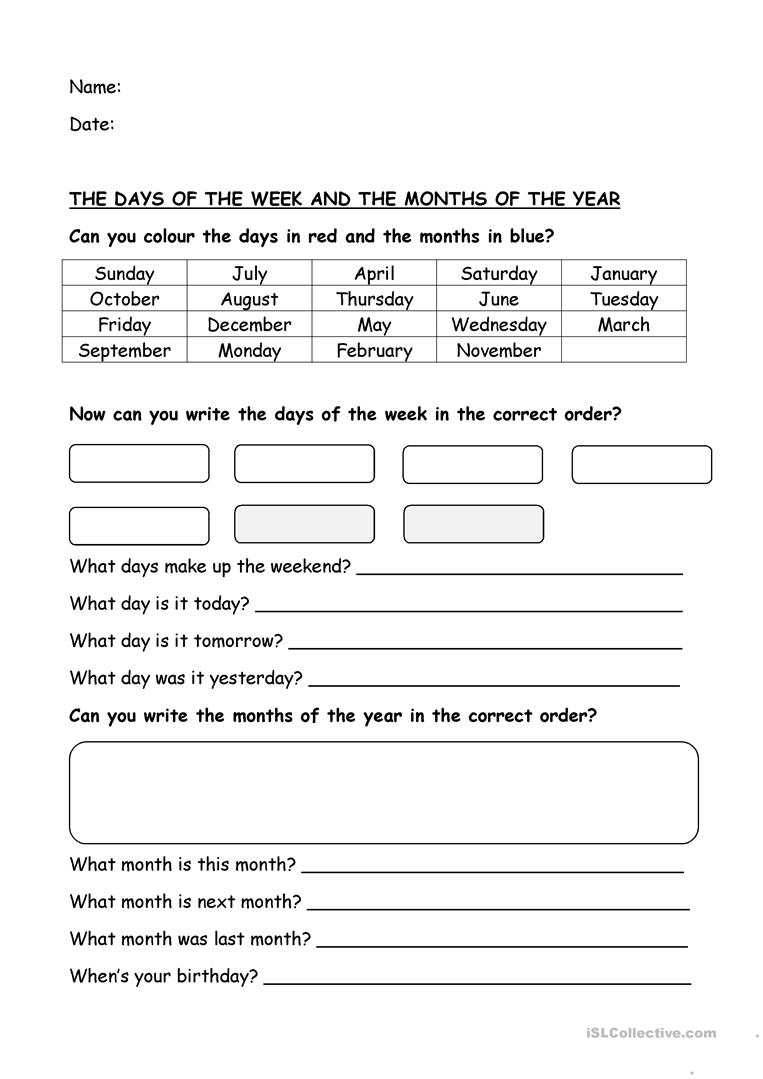 Name:
Date:
THE DAYS OF THE WEEK AND THE MONTHS OF THE YEAR
Can you colour the days in red and the months in blue?
Sunday July April Saturday January
October August Thursday June Tuesday
Friday December May Wednesday March
September Monday February November
Now can you write the days of the week in the correct order?
What days make up the weekend?
What day is it today?
What day is it tomorrow?
What day was it yesterday?
Can you write the months of the year in the correct order?
What month is this month?
What month is next month?
What month was last month?
When's your birthday?
iSLCollective.com